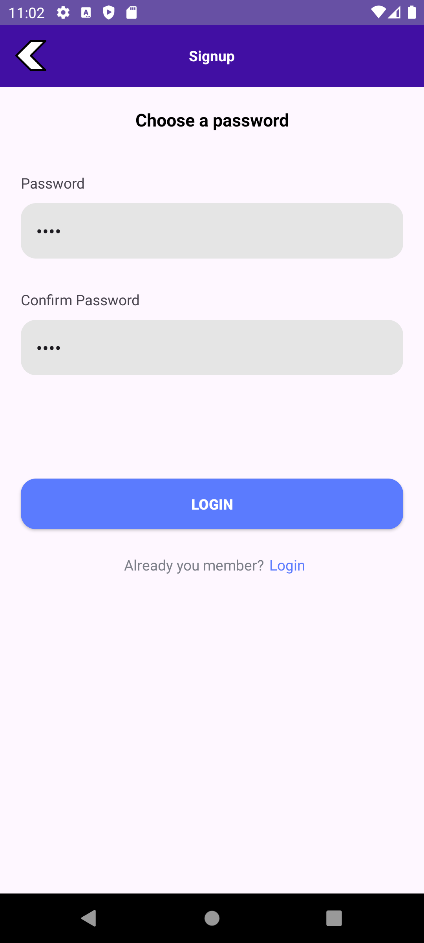 11:02
Signup
Choose a password
Password
••••
Confirm Password
••••
LOGIN
Already you member? Login